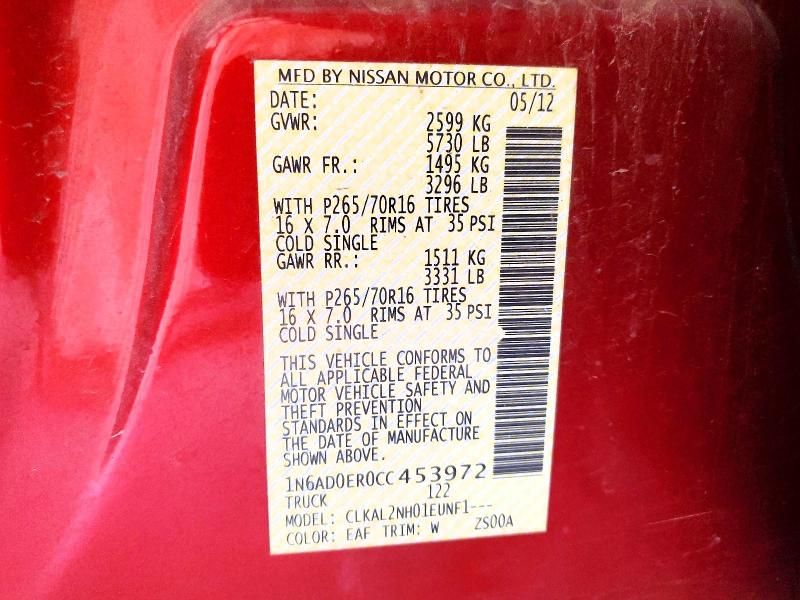 MFD BY NISSAN MOTOR CO., LTD.
DATE: 05/12
GVWR: 2599 KG
5730 LB
GAWR FR.: 1495 KG
3296 LB
WITH P265/70R16 TIRES
16 X 7.0 RIMS AT 35 PSI
COLD SINGLE
GAWR RR.: 1511 KG
3331 LB
WITH P265/70R16 TIRES
16 X 7.0 RIMS AT 35 PSI
COLD SINGLE
THIS VEHICLE CONFORMS TO
ALL APPLICABLE FEDERAL
MOTOR VEHICLE SAFETY AND
THEFT PREVENTION
STANDARDS IN EFFECT ON
THE DATE OF MANUFACTURE
SHOWN ABOVE.
1N6AD0ER0CC453972
TRUCK 122
MODEL: CLKAL2NH01EUNF1---
COLOR: EAF TRIM: W ZS00A